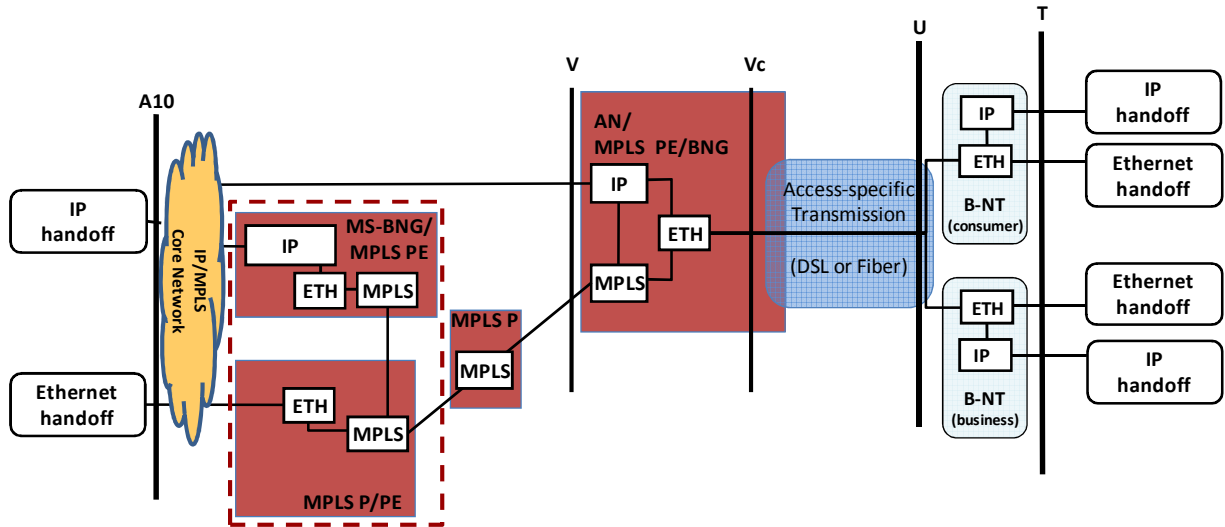 A10
V
Vc
U
T
IP
handoff
Ethernet
handoff
IP/MPLS
Core Network
MS-BNG/
MPLS PE
IP
ETH
MPLS
ETH
MPLS
MPLS P/PE
MPLS P
MPLS
AN/
MPLS PE/BNG
IP
ETH
MPLS
Access-specific
Transmission
(DSL or Fiber)
IP
ETH
B-NT
(consumer)
ETH
IP
B-NT
(business)
IP
handoff
Ethernet
handoff
Ethernet
handoff
IP
handoff